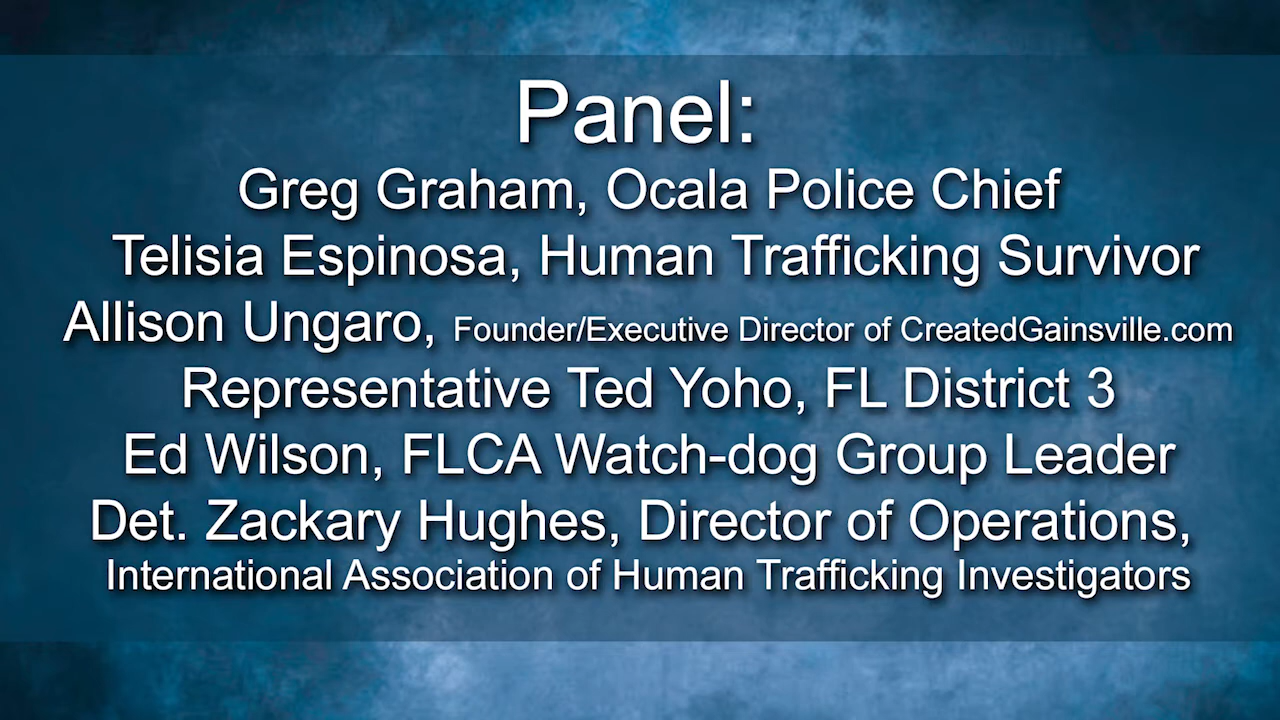 Panel:
Greg Graham, Ocala Police Chief
Telisia Espinosa, Human Trafficking Survivor
Allison Ungaro, Founder/Executive Director of CreatedGainsville.com
Representative Ted Yoho, FL District 3
Ed Wilson, FLCA Watch-dog Group Leader
Det. Zackary Hughes, Director of Operations,
International Association of Human Trafficking Investigators